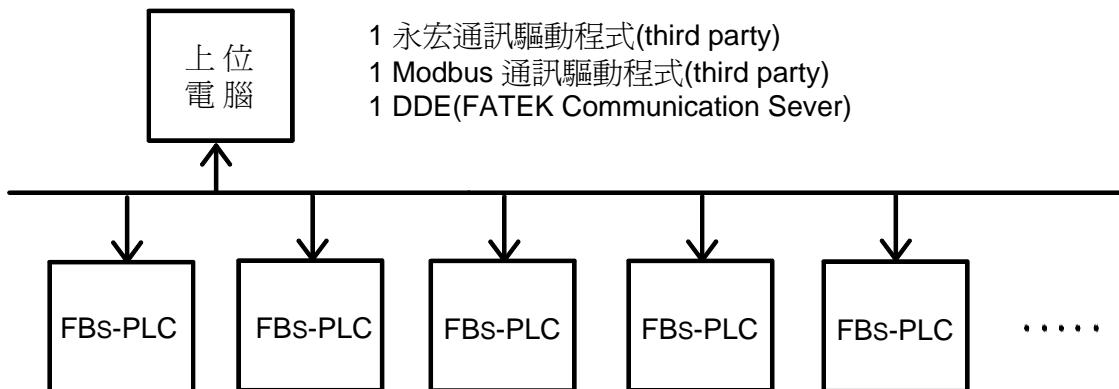 上位
電腦
1 永宏通訊驅動程式(third party)
1 Modbus 通訊驅動程式(third party)
1 DDE(FATEK Communication Sever)
FBs-PLC
FBs-PLC
FBs-PLC
FBs-PLC
FBs-PLC
·····